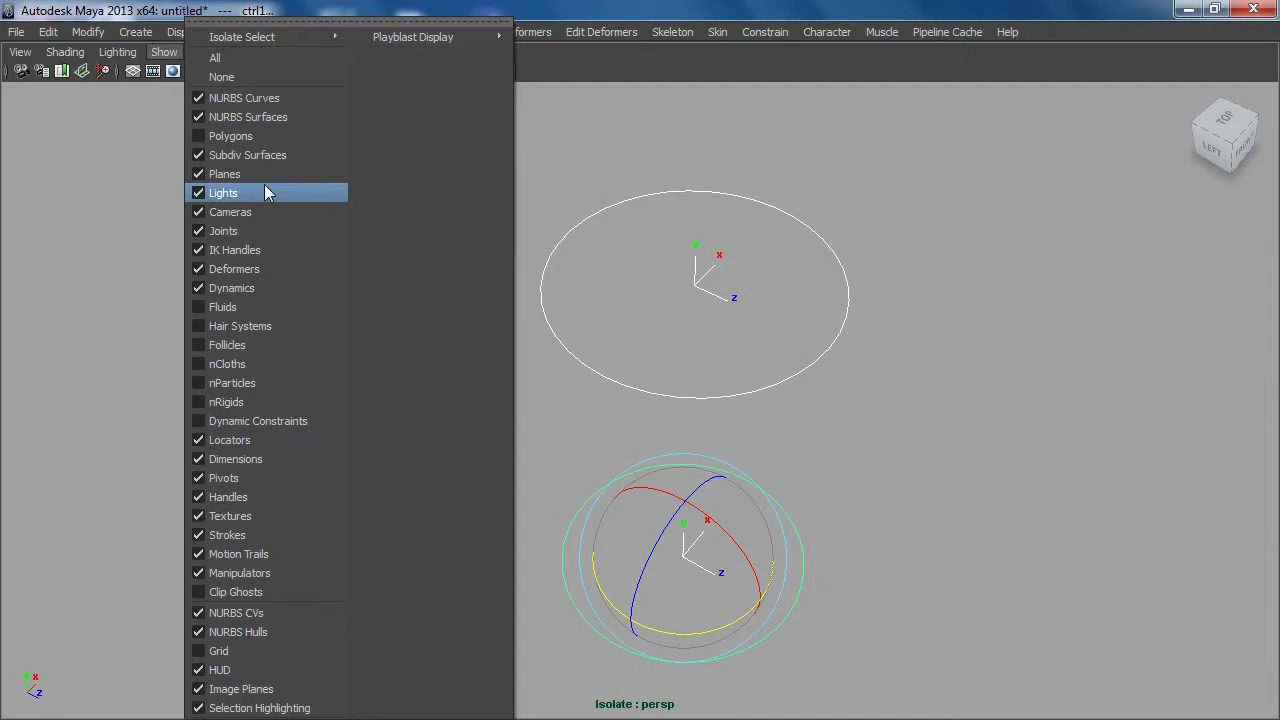 Autodesk Maya 2013 x64: untitled*   ---   ctrl1...
File Edit Modify Create Disp
formers Edit Deformers Skeleton Constrain Character Muscle Pipeline Cache Help
View Shading Lighting Show
Isolate Select
Playblast Display
All
None
NURBS Curves
NURBS Surfaces
Polygons
Subdiv Surfaces
Planes
Lights
Cameras
Joints
IK Handles
Deformers
Dynamics
Fluids
Hair Systems
Follicles
nCloths
nParticles
nRigids
Dynamic Constraints
Locators
Dimensions
Pivots
Handles
Textures
Strokes
Motion Trails
Manipulators
Clip Ghosts
NURBS CVs
NURBS Hulls
Grid
HUD
Image Planes
Selection Highlighting
TOP
LEFT
y
x
z
y
x
z
x
z
Isolate : persp